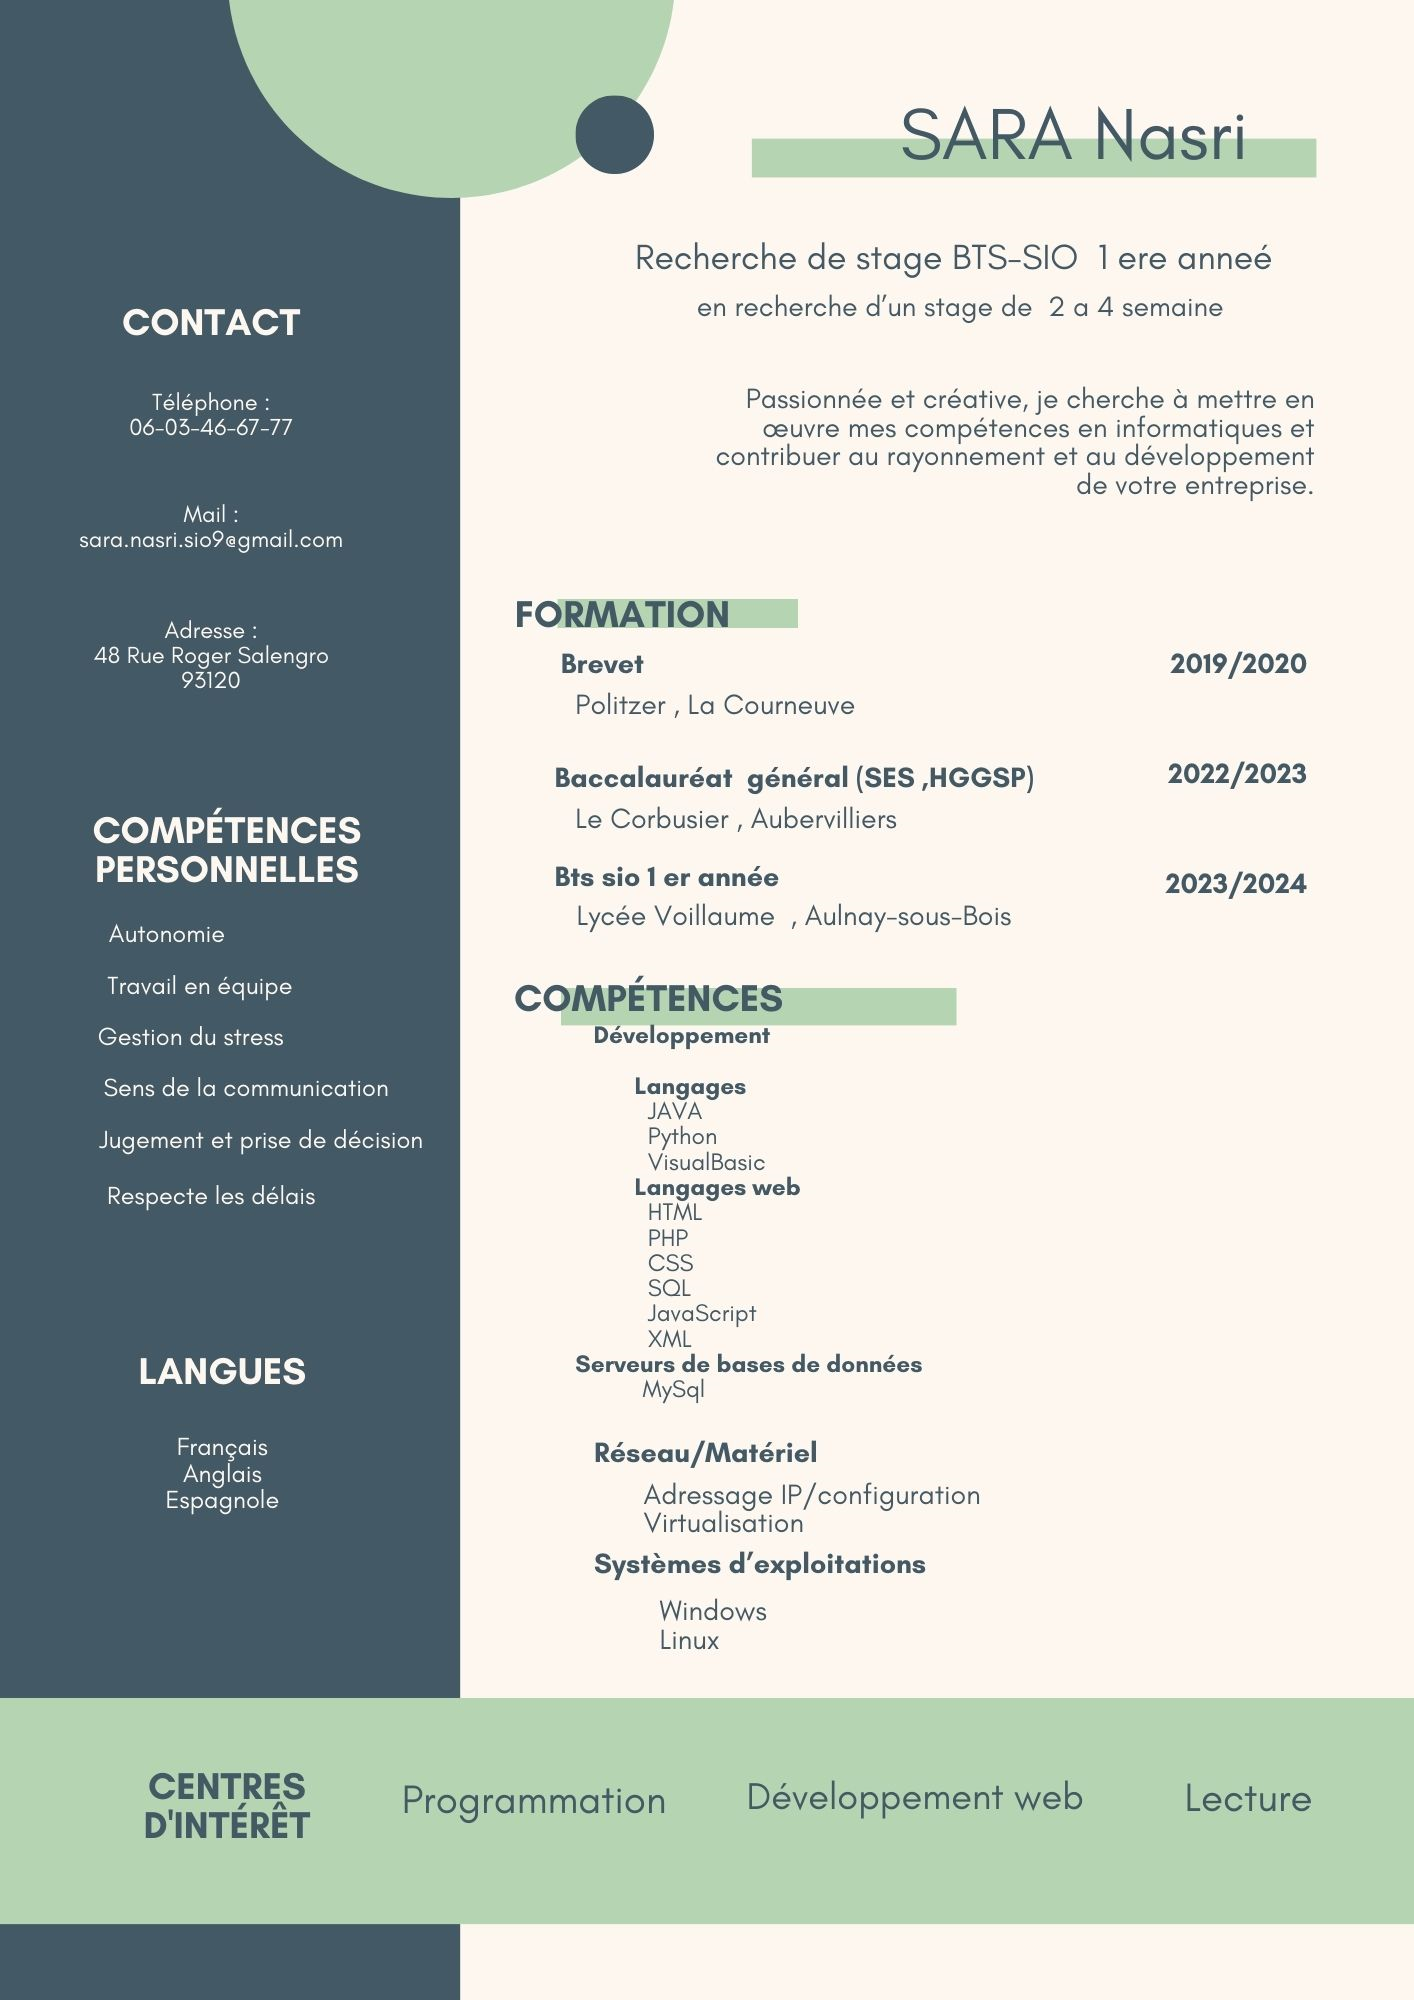 SARA Nasri
Recherche de stage BTS-SIO 1 ere anneé
en recherche d’un stage de 2 a 4 semaine
Passionnée et créative, je cherche à mettre en
œuvre mes compétences en informatiques et
contribuer au rayonnement et au développement
de votre entreprise.
CONTACT
Téléphone :
06-03-46-67-77
Mail :
sara.nasri.sio9@gmail.com
Adresse :
48 Rue Roger Salengro
93120
COMPÉTENCES
PERSONNELLES
Autonomie
Travail en équipe
Gestion du stress
Sens de la communication
Jugement et prise de décision
Respecte les délais
LANGUES
Français
Anglais
Espagnole
FORMATION
Brevet 2019/2020
Politzer , La Courneuve
Baccalauréat général (SES ,HGGSP) 2022/2023
Le Corbusier , Aubervilliers
Bts sio 1 er année 2023/2024
Lycée Voillaume , Aulnay-sous-Bois
COMPÉTENCES
Développement
Langages
JAVA
Python
VisualBasic
Langages web
HTML
PHP
CSS
SQL
JavaScript
XML
Serveurs de bases de données
MySql
Réseau/Matériel
Adressage IP/configuration
Virtualisation
Systèmes d’exploitations
Windows
Linux
CENTRES
D'INTÉRÊT
Programmation
Développement web
Lecture